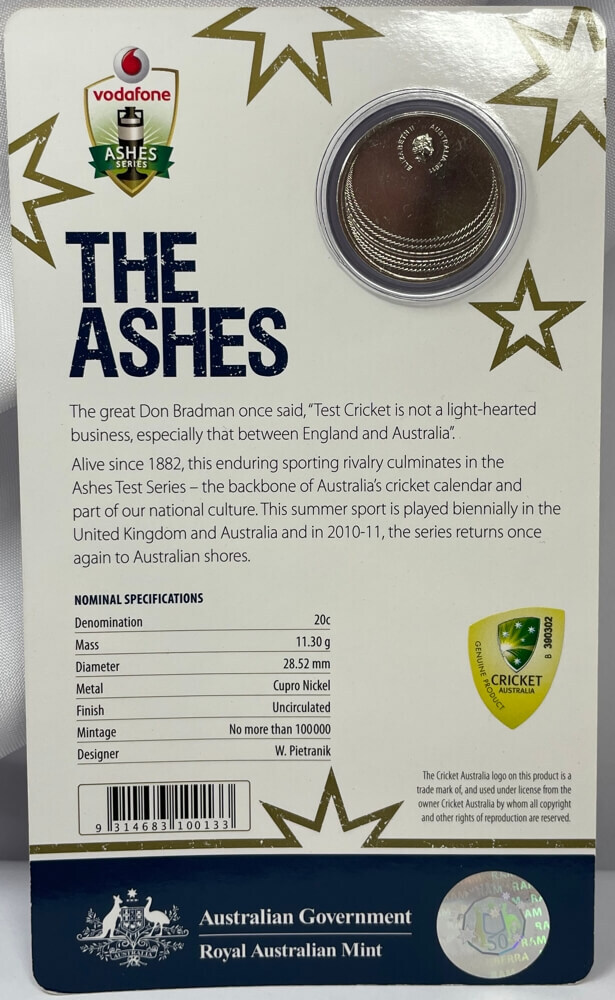 vodafone
ASHES
SERIES
ELIZABETH II AUSTRALIA 2011
THE
ASHES
The great Don Bradman once said, “Test Cricket is not a light-hearted
business, especially that between England and Australia”.
Alive since 1882, this enduring sporting rivalry culminates in the
Ashes Test Series – the backbone of Australia's cricket calendar and
part of our national culture. This summer sport is played biennially in the
United Kingdom and Australia and in 2010-11, the series returns once
again to Australian shores.
NOMINAL SPECIFICATIONS
Denomination 20c
Mass 11.30 g
Diameter 28.52 mm
Metal Cupro Nickel
Finish Uncirculated
Mintage No more than 100 000
Designer W. Pietranik
GENUINE PRODUCT
CRICKET
AUSTRALIA
B 390302
The Cricket Australia logo on this product is a
trade mark of, and used under license from the
owner Cricket Australia by whom all copyright
and other rights of reproduction are reserved.
9 314683 100133
AUSTRALIA
Australian Government
Royal Australian Mint
50